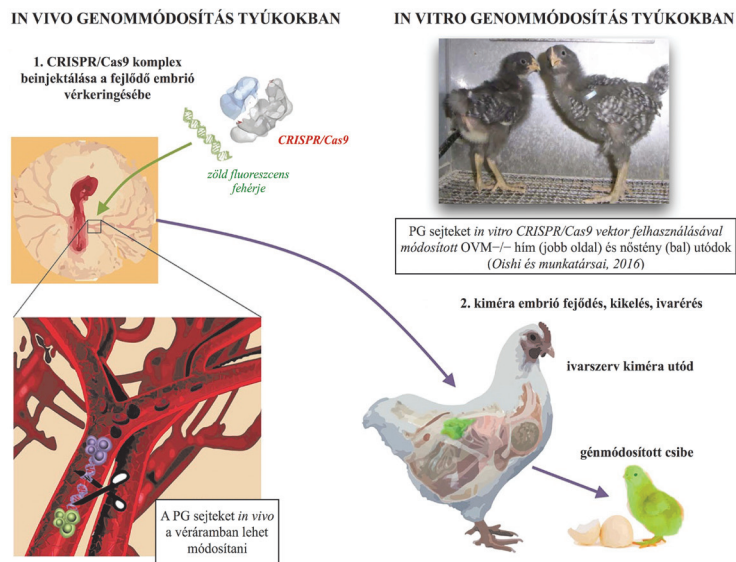 IN VIVO GENOMMÓDOSÍTÁS TYÚKOKBAN
1. CRISPR/Cas9 komplex
beinjektálása a fejlődő embrió
vérkeringésébe
CRISPR/Cas9
zöld fluoreszcens
fehérje
A PG sejteket in vivo
a véráramban lehet
módosítani
IN VITRO GENOMMÓDOSÍTÁS TYÚKOKBAN
PG sejteket in vitro CRISPR/Cas9 vektor felhasználásával
módosított OVM−/− hím (jobb oldal) és nőstény (bal) utódok
(Oishi és munkatársai, 2016)
2. kiméra embrió fejődés, kikelés, ivarérés
ivarszerv kiméra utód
génmódosított csibe